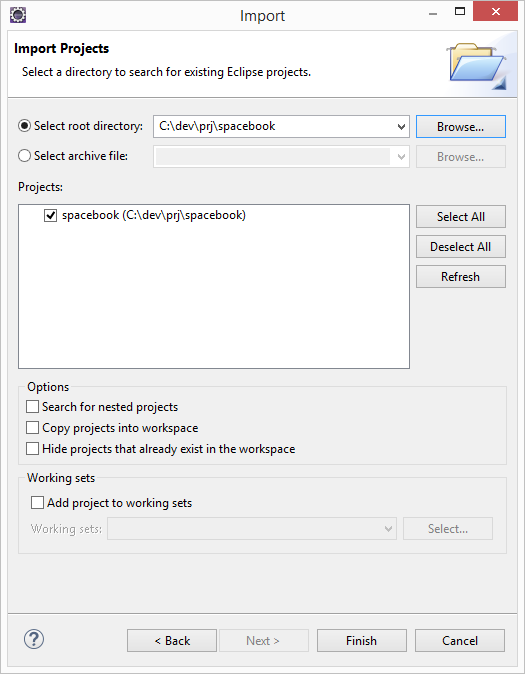 Import
Import Projects
Select a directory to search for existing Eclipse projects.
Select root directory: C:\dev\prj\spacebook Browse...
Select archive file: Browse...
Projects:
spacebook (C:\dev\prj\spacebook)
Select All
Deselect All
Refresh
Options
Search for nested projects
Copy projects into workspace
Hide projects that already exist in the workspace
Working sets
Add project to working sets
Working sets: Select...
? < Back Next > Finish Cancel